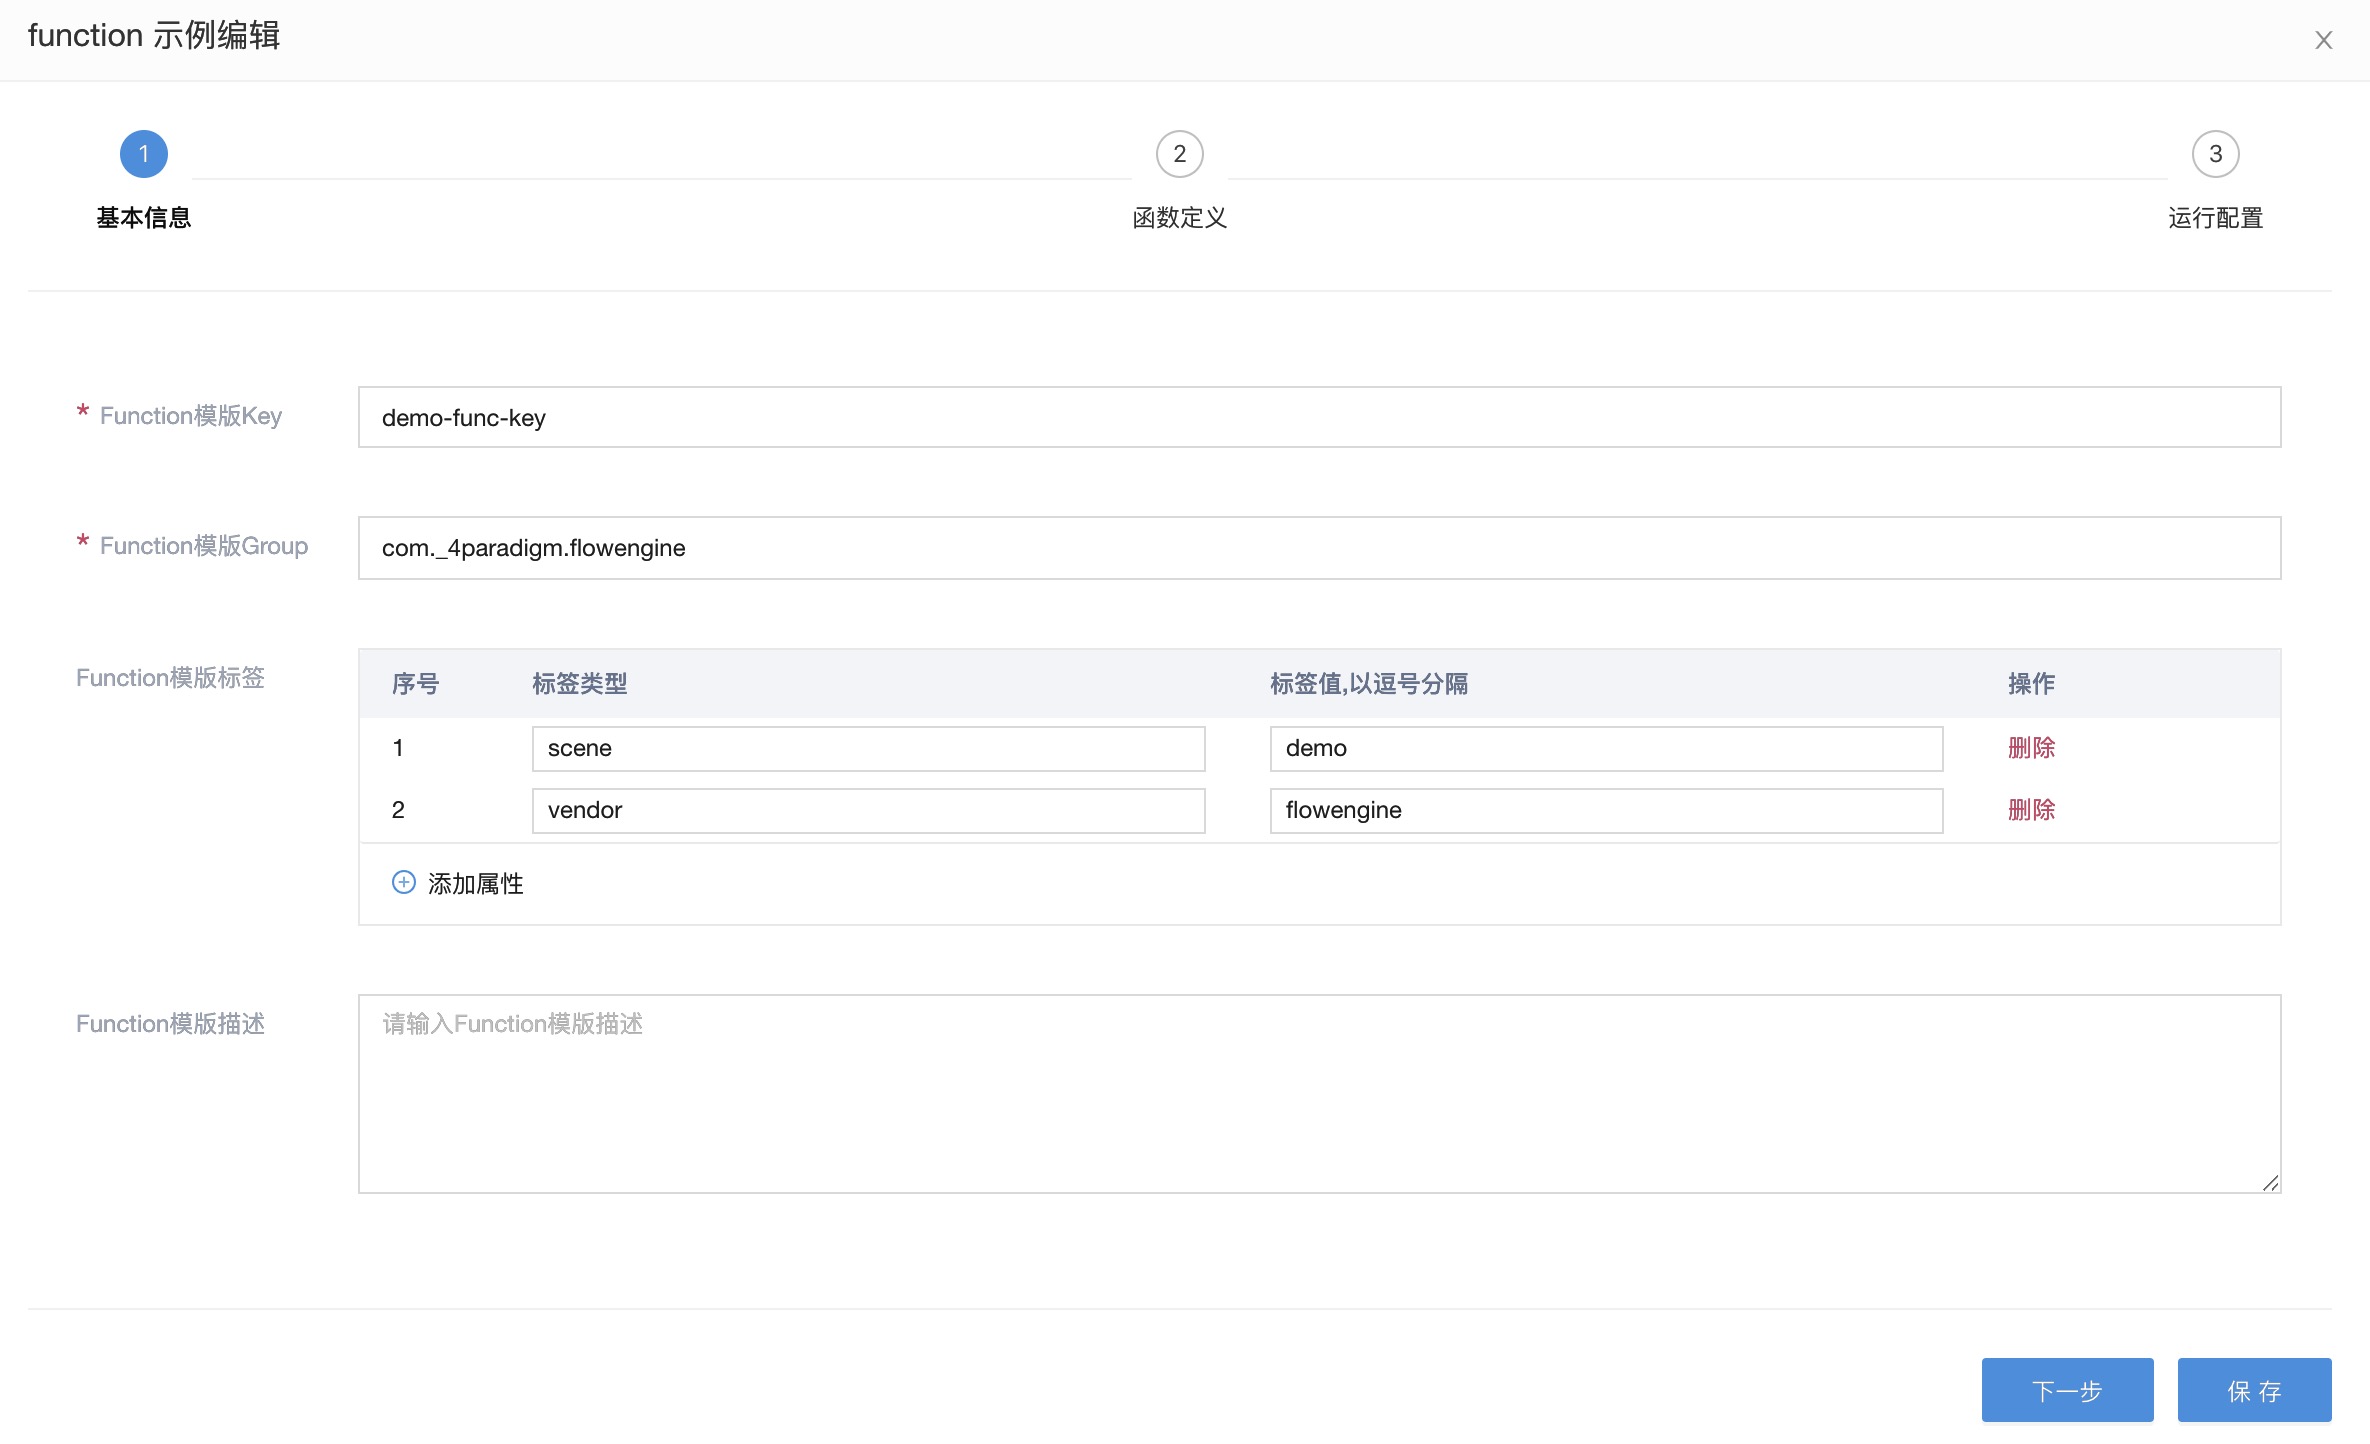 function 示例编辑
X
1
2
3
基本信息
函数定义
运行配置
* Function模版Key
demo-func-key
* Function模版Group
com._4paradigm.flowengine
Function模版标签
序号 标签类型 标签值,以逗号分隔 操作
1 scene demo 删除
2 vendor flowengine 删除
添加属性
Function模版描述
请输入Function模版描述
下一步
保 存